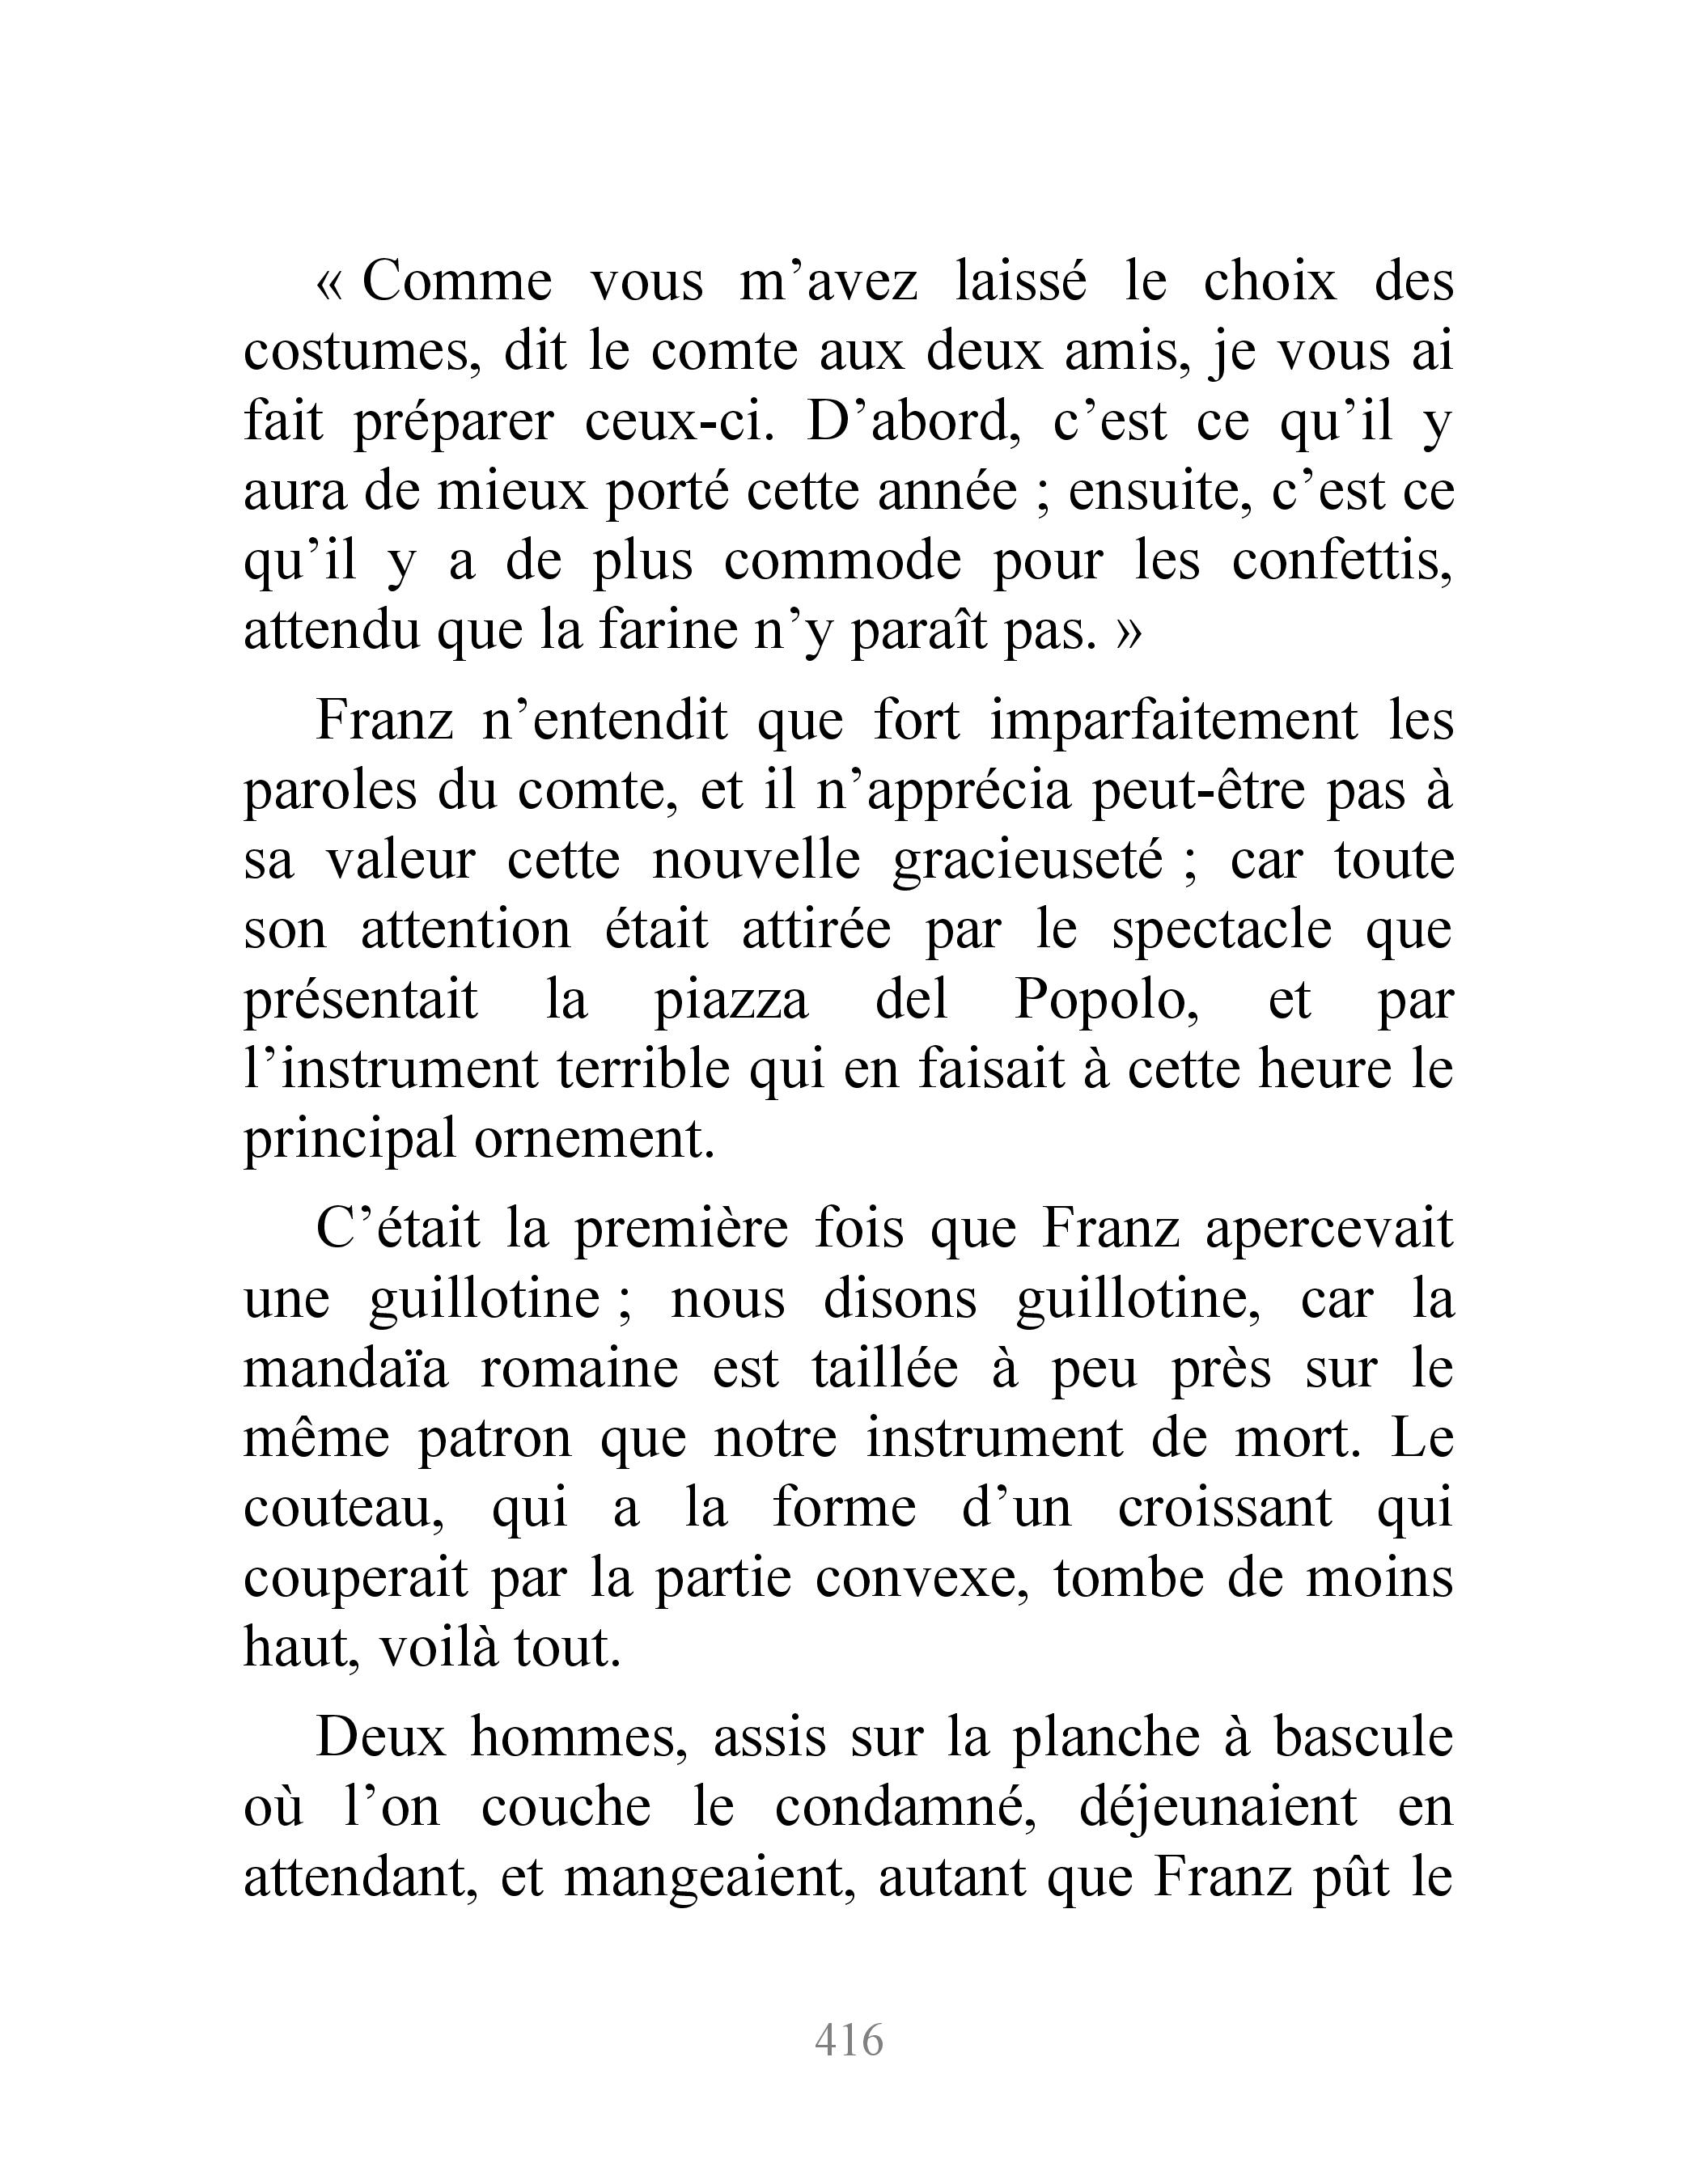 « Comme vous m’avez laissé le choix des
costumes, dit le comte aux deux amis, je vous ai
fait préparer ceux-ci. D’abord, c’est ce qu’il y
aura de mieux porté cette année ; ensuite, c’est ce
qu’il y a de plus commode pour les confettis,
attendu que la farine n’y paraît pas. »
Franz n’entendit que fort imparfaitement les
paroles du comte, et il n’apprécia peut-être pas à
sa valeur cette nouvelle gracieuseté ; car toute
son attention était attirée par le spectacle que
présentait la piazza del Popolo, et par
l’instrument terrible qui en faisait à cette heure le
principal ornement.
C’était la première fois que Franz apercevait
une guillotine ; nous disons guillotine, car la
mandaïa romaine est taillée à peu près sur le
même patron que notre instrument de mort. Le
couteau, qui a la forme d’un croissant qui
couperait par la partie convexe, tombe de moins
haut, voilà tout.
Deux hommes, assis sur la planche à bascule
où l’on couche le condamné, déjeunaient en
attendant, et mangeaient, autant que Franz pût le
416